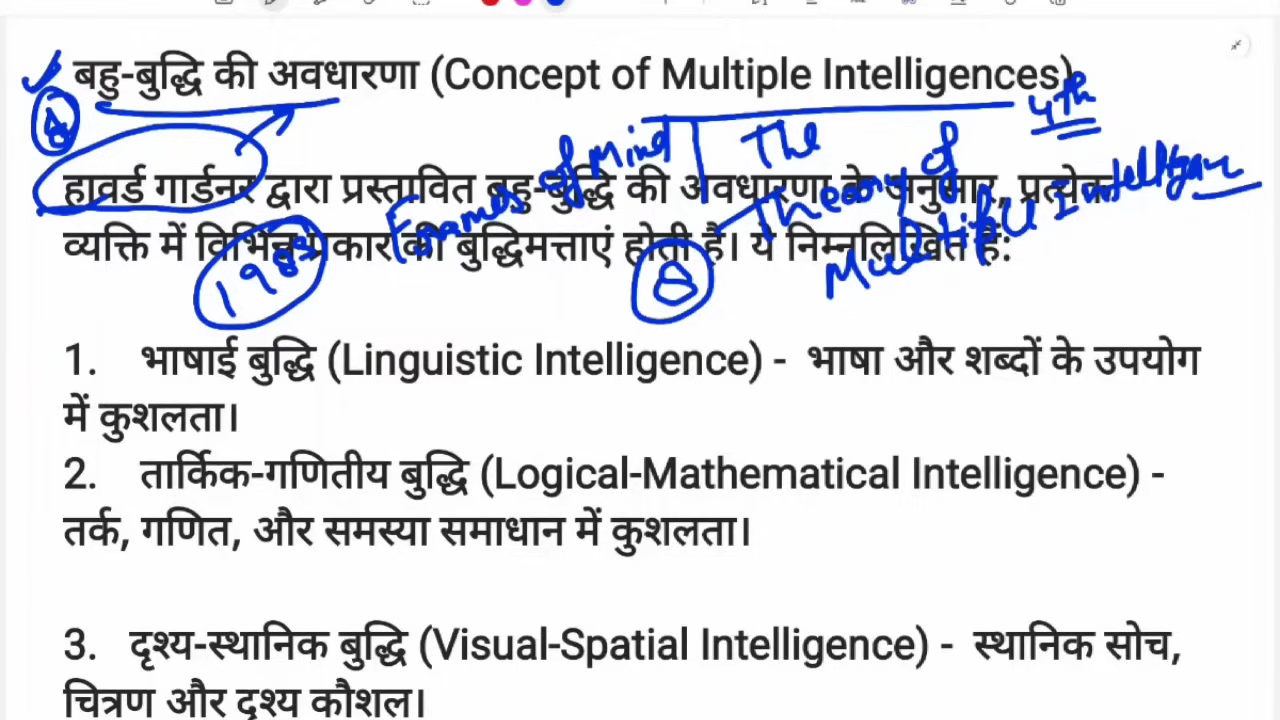 बहु-बुद्धि की अवधारणा (Concept of Multiple Intelligences)
4th
Frames of Mind The
Theory of
Multiple Intelligence
हावर्ड गार्डनर द्वारा प्रस्तावित बहु-बुद्धि की अवधारणा के अनुसार, प्रत्येक
व्यक्ति में विभिन्न प्रकार की बुद्धिमत्ताएं होती है। ये निम्नलिखित हैं:
1. भाषाई बुद्धि (Linguistic Intelligence) - भाषा और शब्दों के उपयोग
में कुशलता।
2. तार्किक-गणितीय बुद्धि (Logical-Mathematical Intelligence) -
तर्क, गणित, और समस्या समाधान में कुशलता।
3. दृश्य-स्थानिक बुद्धि (Visual-Spatial Intelligence) - स्थानिक सोच,
चित्रण और दृश्य कौशल।